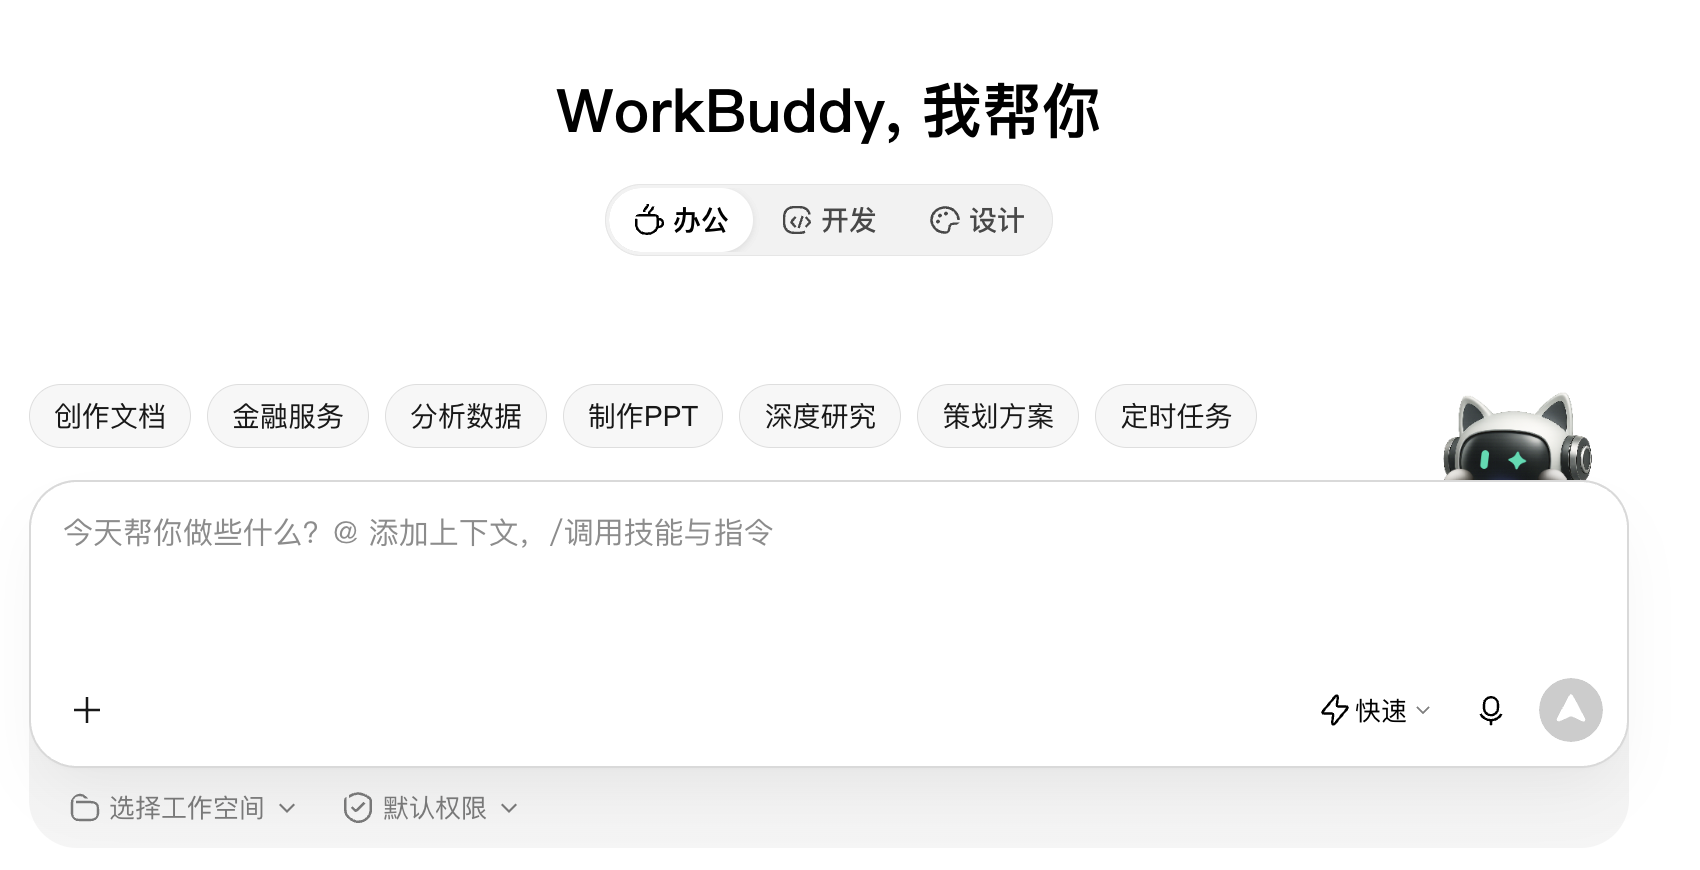 WorkBuddy, 我帮你
办公 开发 设计
创作文档 金融服务 分析数据 制作PPT 深度研究 策划方案 定时任务
今天帮你做些什么？@ 添加上下文，/调用技能与指令
快速
选择工作空间 默认权限